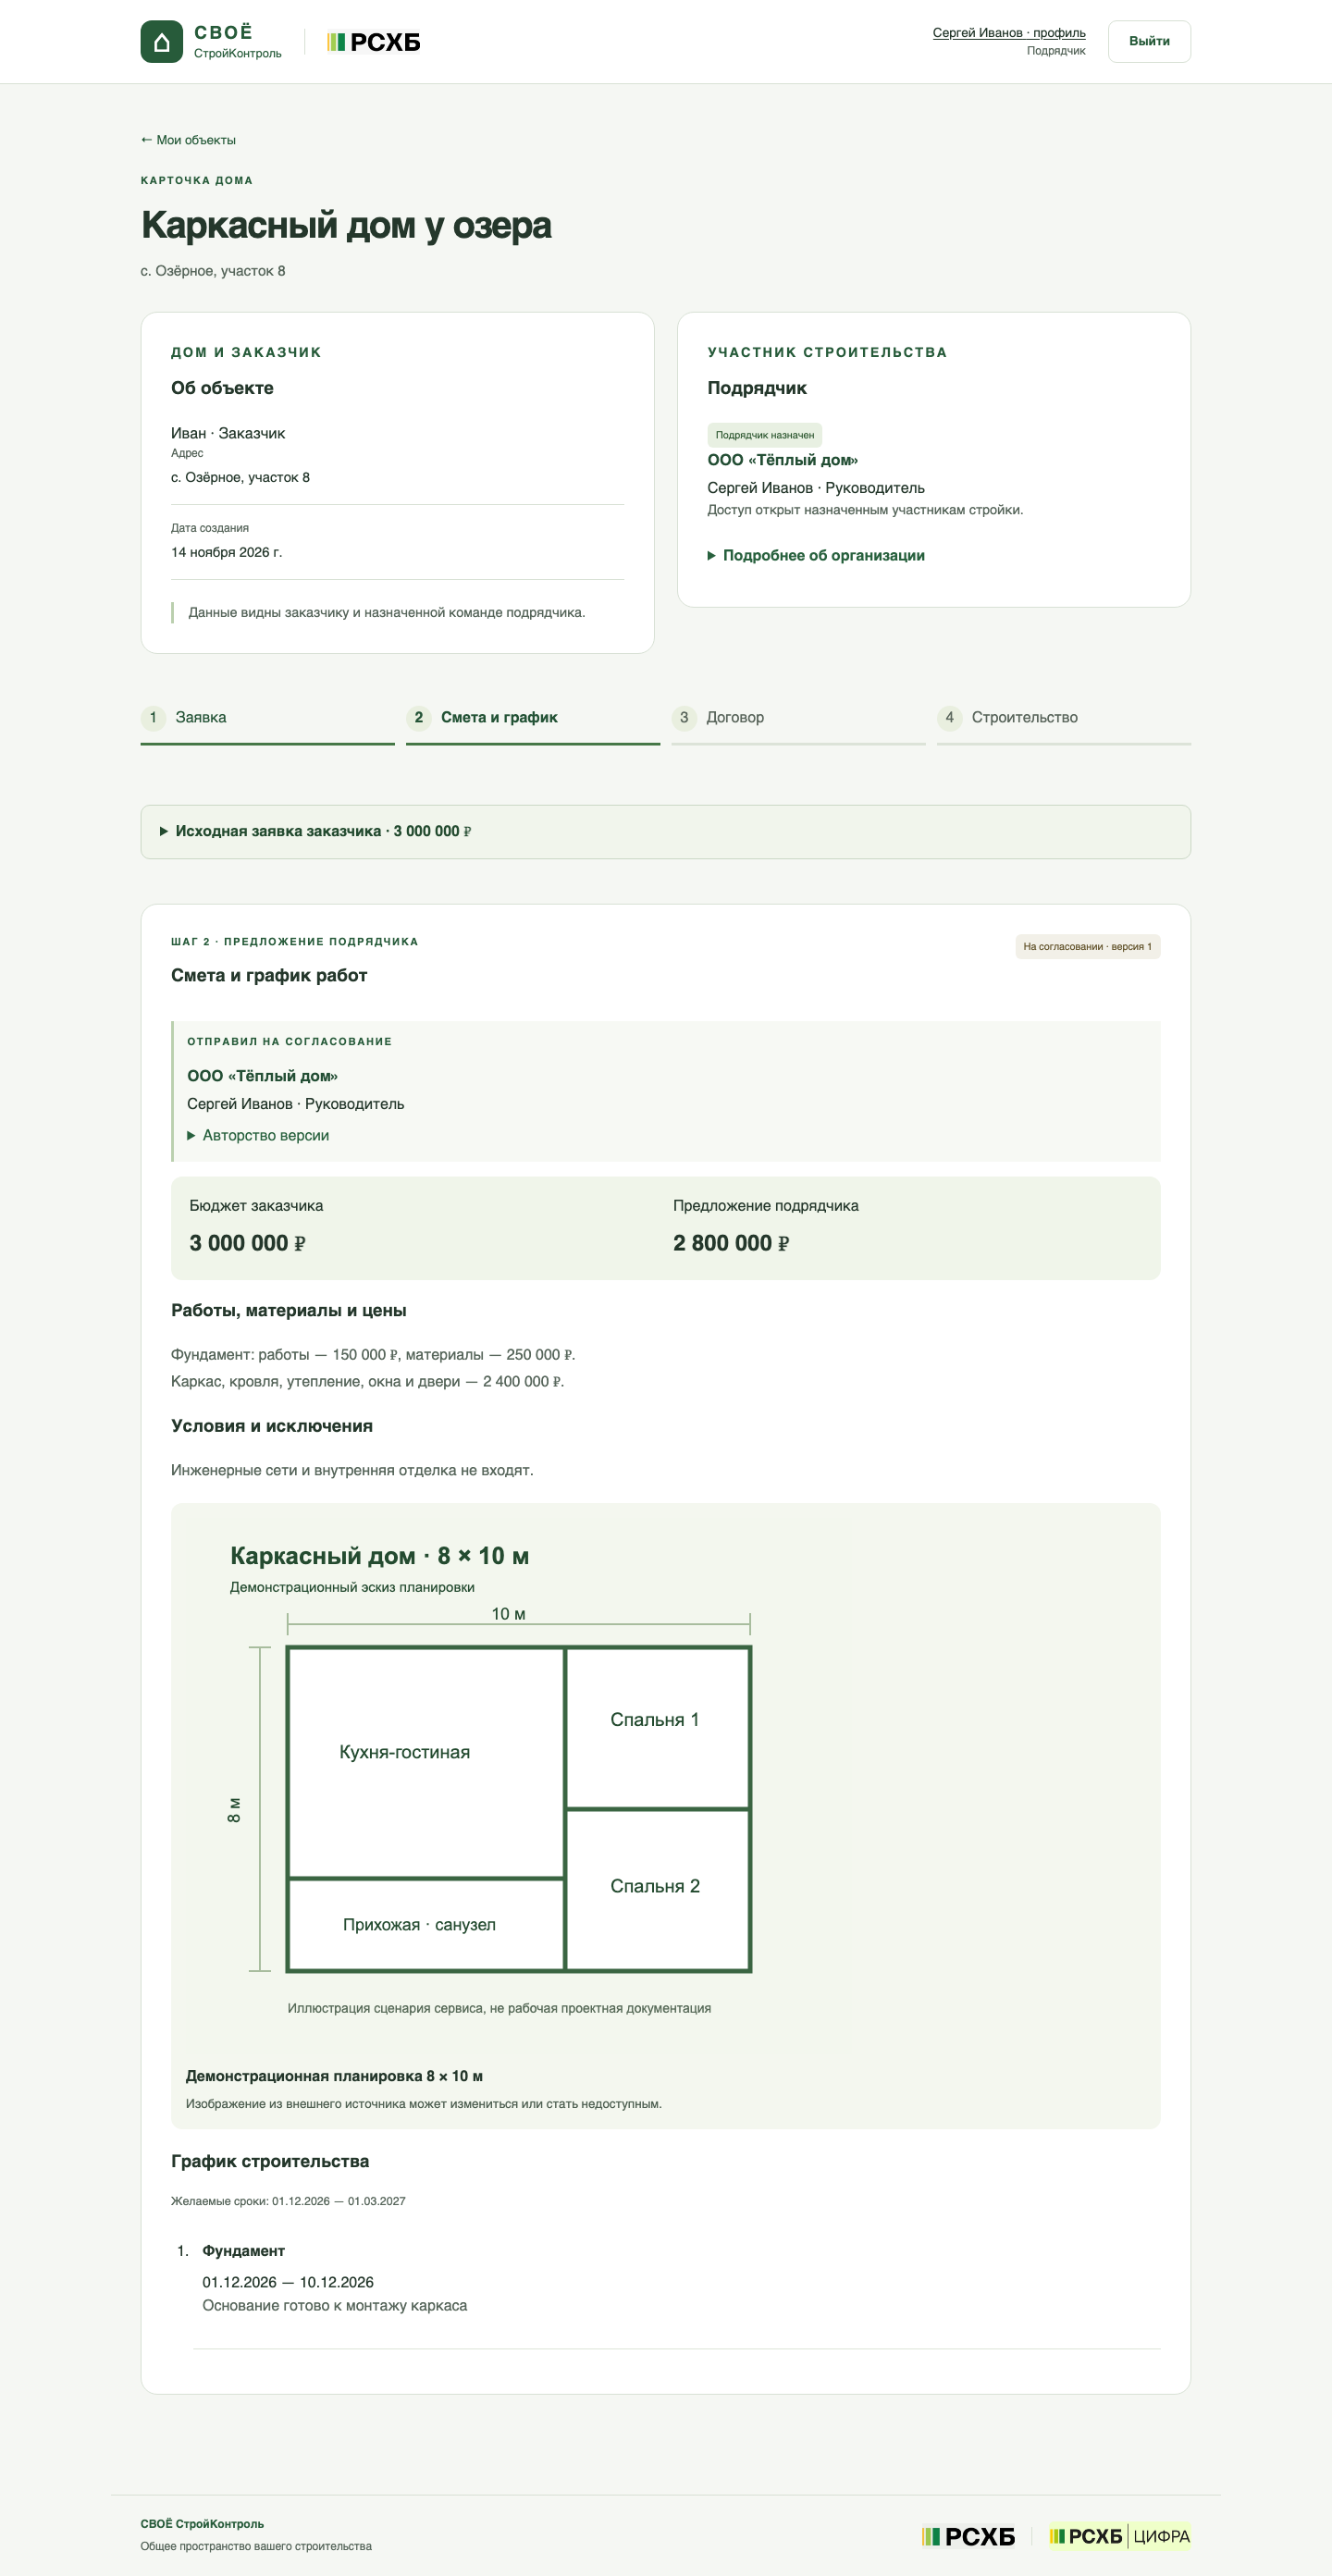 СВОЁ
СтройКонтроль
РСХБ
Сергей Иванов · профиль
Подрядчик
Выйти
← Мои объекты
КАРТОЧКА ДОМА
Каркасный дом у озера
с. Озёрное, участок 8
ДОМ И ЗАКАЗЧИК
Об объекте
Иван · Заказчик
Адрес
с. Озёрное, участок 8
Дата создания
14 ноября 2026 г.
Данные видны заказчику и назначенной команде подрядчика.
УЧАСТНИК СТРОИТЕЛЬСТВА
Подрядчик
Подрядчик назначен
ООО «Тёплый дом»
Сергей Иванов · Руководитель
Доступ открыт назначенным участникам стройки.
▶ Подробнее об организации
1 Заявка
2 Смета и график
3 Договор
4 Строительство
▶ Исходная заявка заказчика · 3 000 000 ₽
ШАГ 2 · ПРЕДЛОЖЕНИЕ ПОДРЯДЧИКА
На согласовании · версия 1
Смета и график работ
ОТПРАВИЛ НА СОГЛАСОВАНИЕ
ООО «Тёплый дом»
Сергей Иванов · Руководитель
▶ Авторство версии
Бюджет заказчика
3 000 000 ₽
Предложение подрядчика
2 800 000 ₽
Работы, материалы и цены
Фундамент: работы — 150 000 ₽, материалы — 250 000 ₽.
Каркас, кровля, утепление, окна и двери — 2 400 000 ₽.
Условия и исключения
Инженерные сети и внутренняя отделка не входят.
Каркасный дом · 8 × 10 м
Демонстрационный эскиз планировки
10 м
8 м
Кухня-гостиная
Спальня 1
Спальня 2
Прихожая · санузел
Иллюстрация сценария сервиса, не рабочая проектная документация
Демонстрационная планировка 8 × 10 м
Изображение из внешнего источника может измениться или стать недоступным.
График строительства
Желаемые сроки: 01.12.2026 — 01.03.2027
1. Фундамент
01.12.2026 — 10.12.2026
Основание готово к монтажу каркаса
СВОЁ СтройКонтроль
Общее пространство вашего строительства
РСХБ
РСХБ ЦИФРА